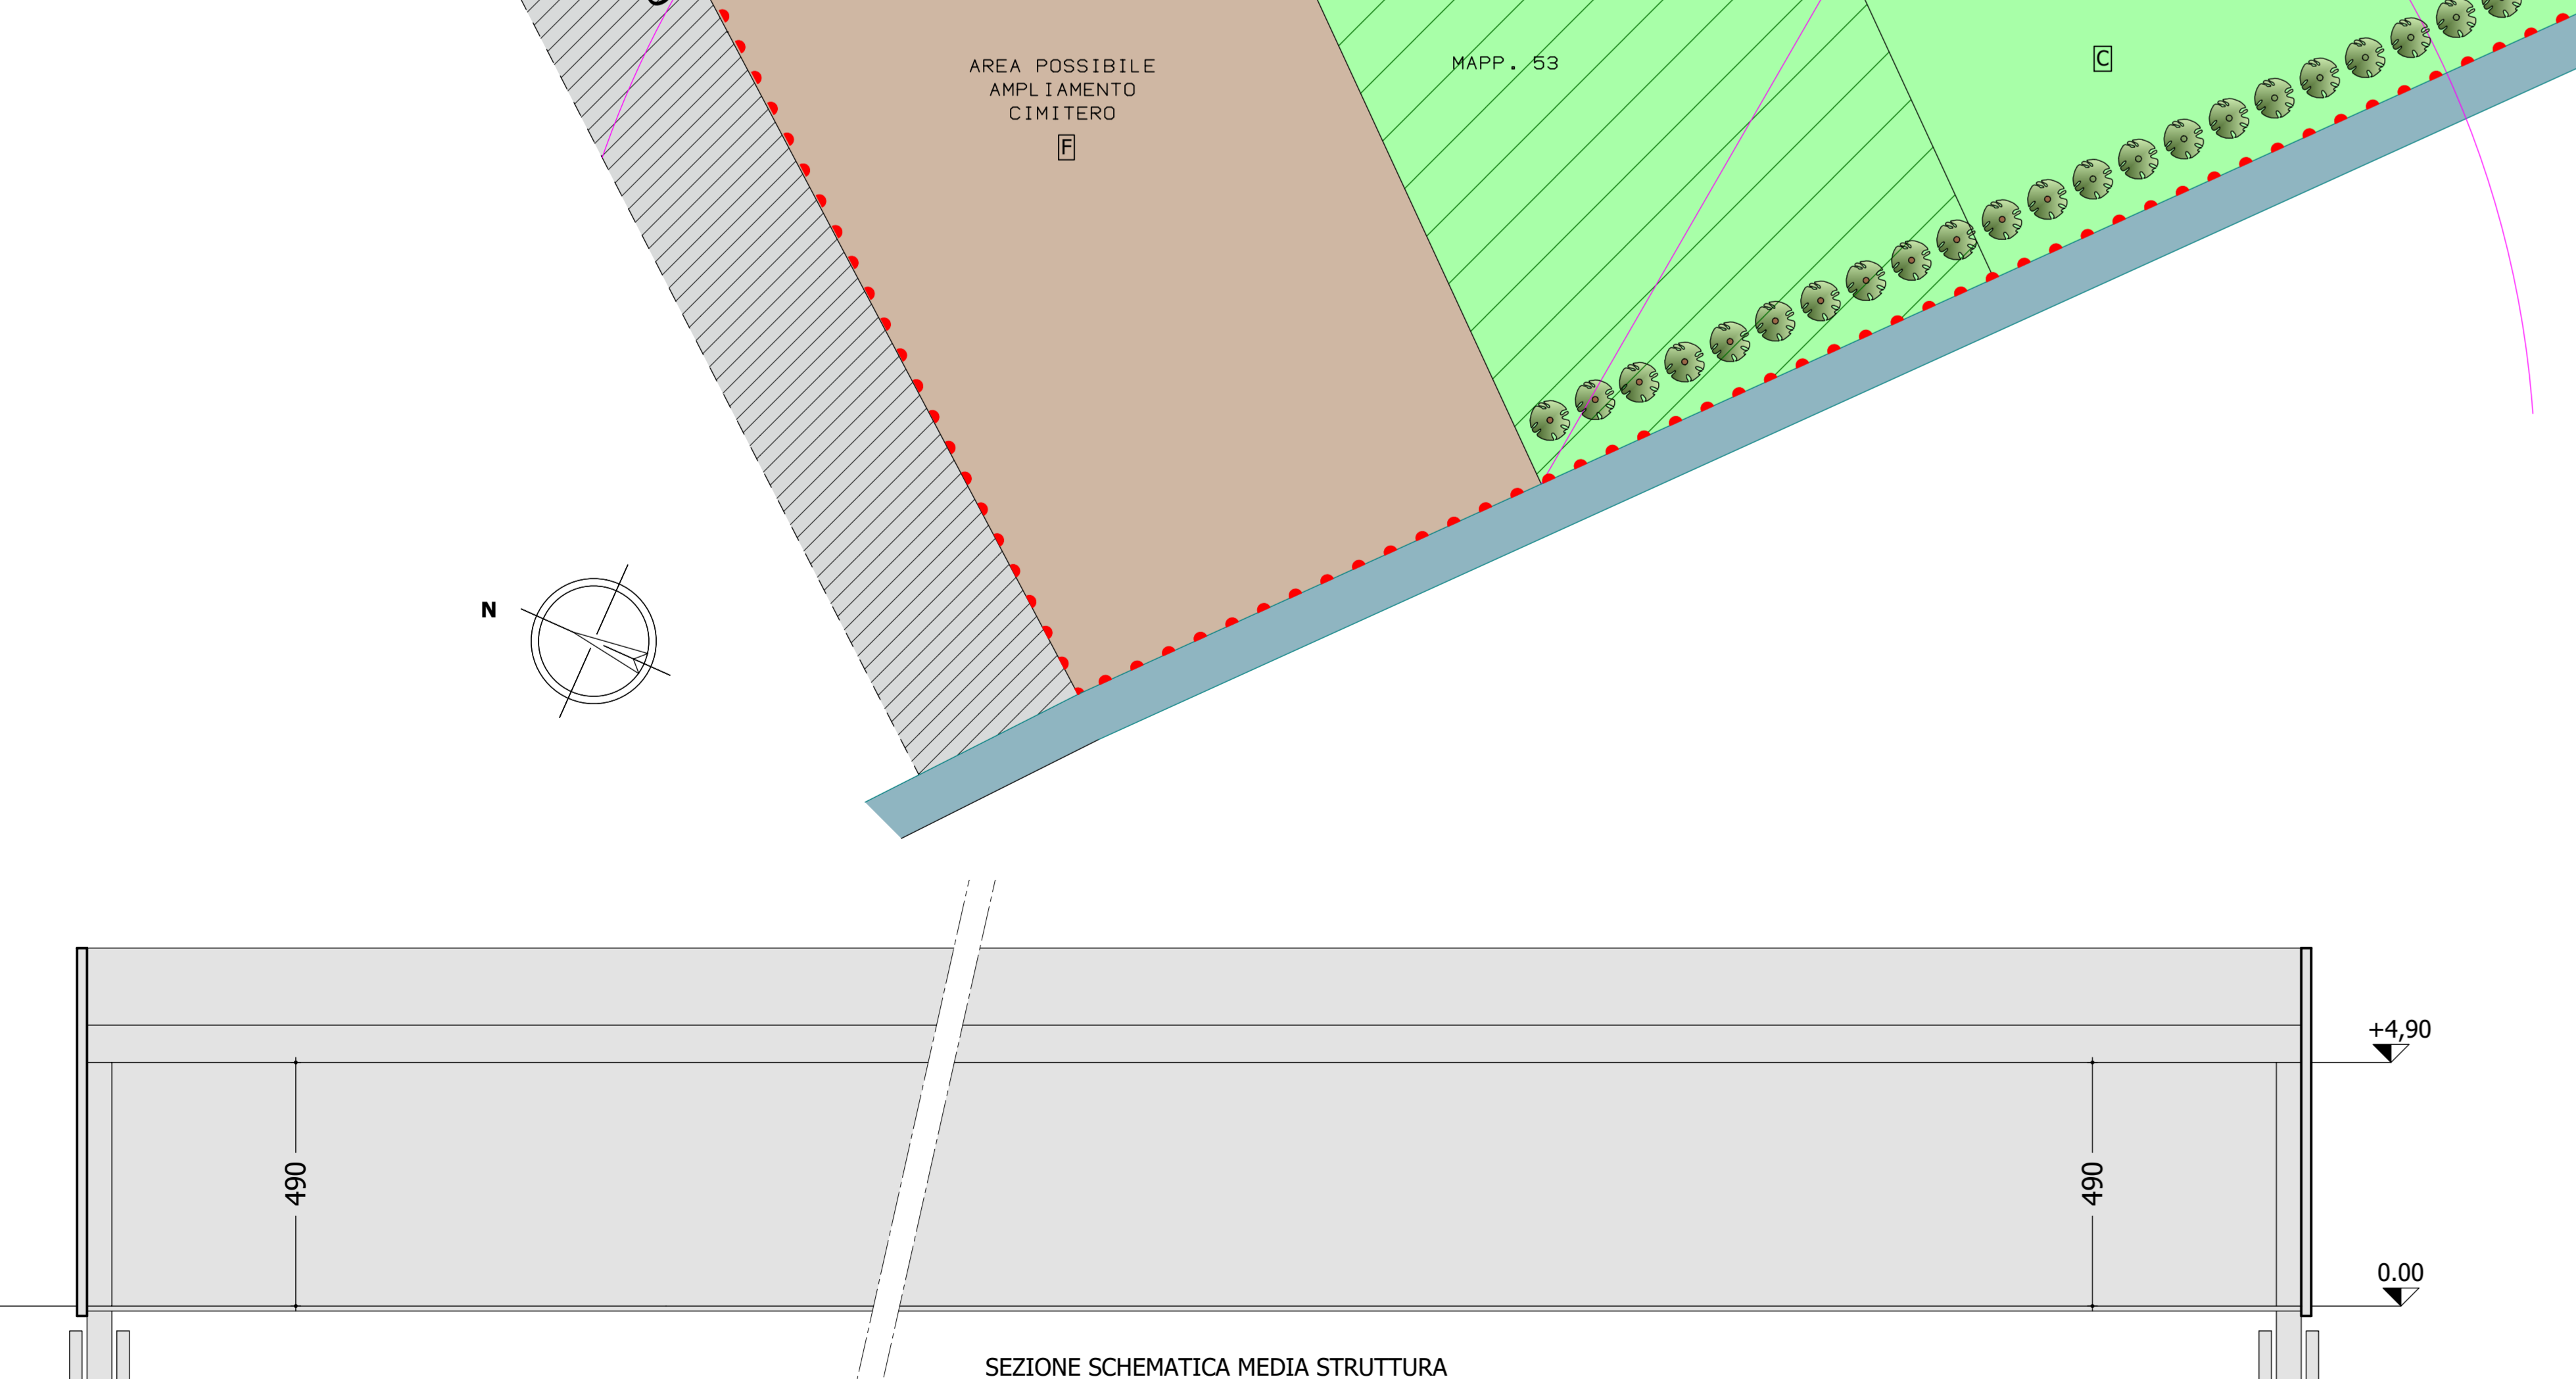 AREA POSSIBILE
AMPLIAMENTO
CIMITERO
F
MAPP. 53
C
N
+4,90
490
490
0.00
SEZIONE SCHEMATICA MEDIA STRUTTURA